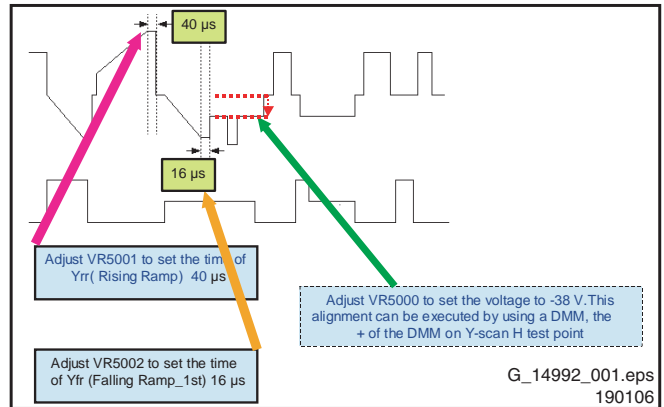 40 µs
16 µs
Adjust VR5001 to set the time of
Yrr( Rising Ramp) 40 µs
Adjust VR5000 to set the voltage to -38 V.This
alignment can be executed by using a DMM, the
+ of the DMM on Y-scan H test point
Adjust VR5002 to set the time
of Yfr (Falling Ramp_1st) 16 µs
G_14992_001.eps
190106